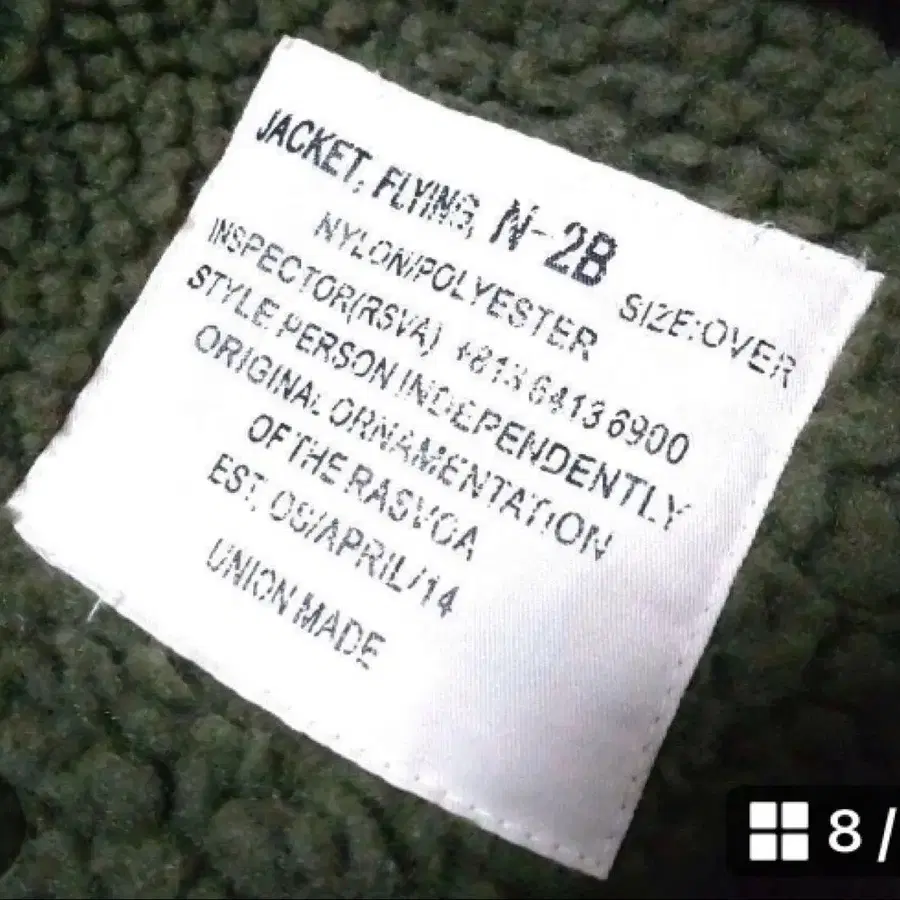 JACKET, FLYING, N-2B
SIZE:OVER
NYLON/POLYESTER
INSPECTOR(RSVA) +813 6413 6900
STYLE PERSON INDEPENDENTLY
ORIGINAL ORNAMENTATION
OF THE RASVOA
EST. OS/APRIL/14
UNION MADE
8 /